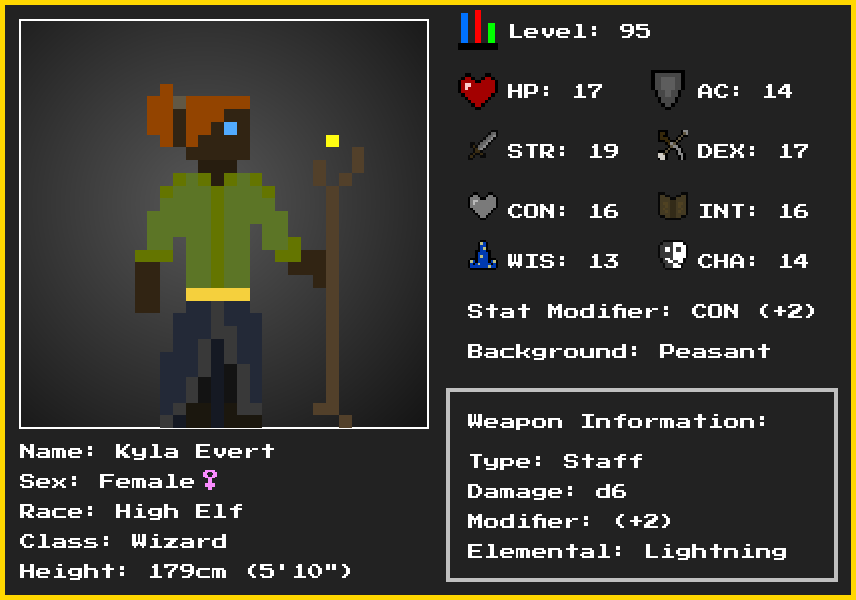 Level: 95
HP: 17 AC: 14
STR: 19 DEX: 17
CON: 16 INT: 16
WIS: 13 CHA: 14
Stat Modifier: CON (+2)
Background: Peasant
Weapon Information:
Type: Staff
Damage: d6
Modifier: (+2)
Elemental: Lightning
Name: Kyla Evert
Sex: Female♀
Race: High Elf
Class: Wizard
Height: 179cm (5'10")